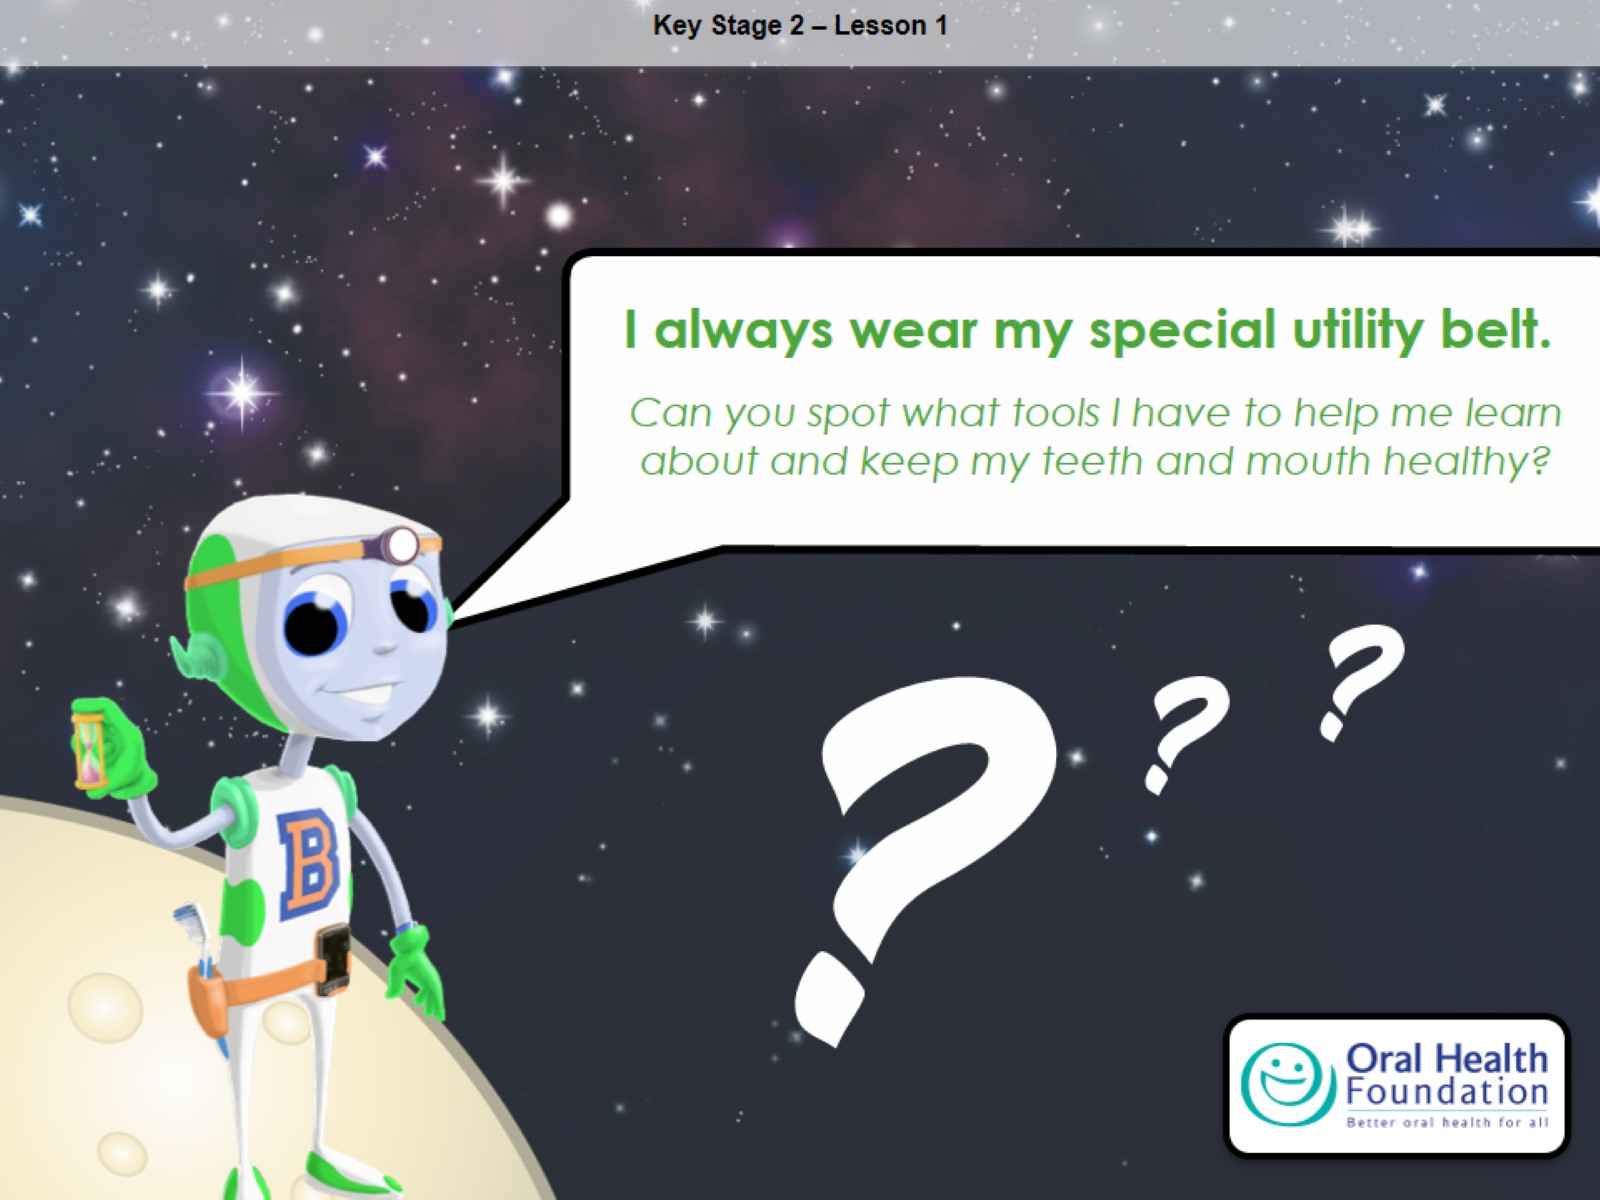 Key Stage 2 – Lesson 1
I always wear my special utility belt.
Can you spot what tools I have to help me learn
about and keep my teeth and mouth healthy?
B
? ? ?
Oral Health
Foundation
Better oral health for all